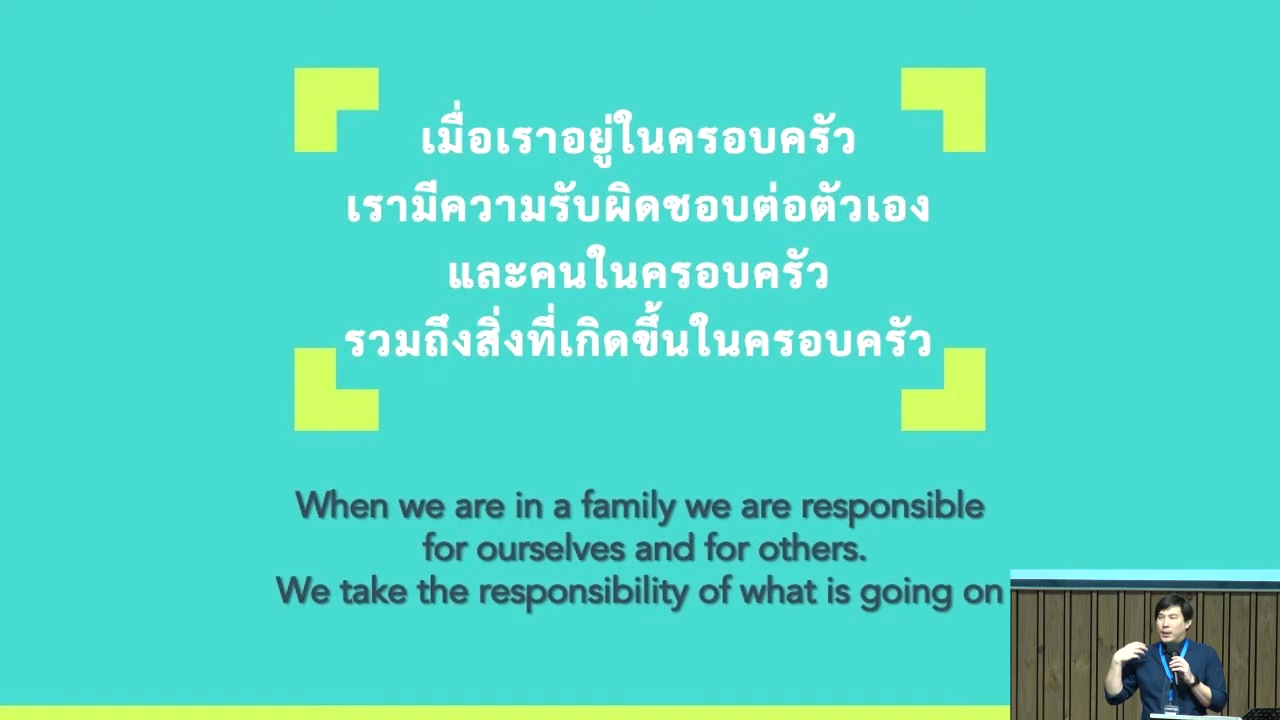 เมื่อเราอยู่ในครอบครัว
เรามีความรับผิดชอบต่อตัวเอง
และคนในครอบครัว
รวมถึงสิ่งที่เกิดขึ้นในครอบครัว
When we are in a family we are responsible
for ourselves and for others.
We take the responsibility of what is going on